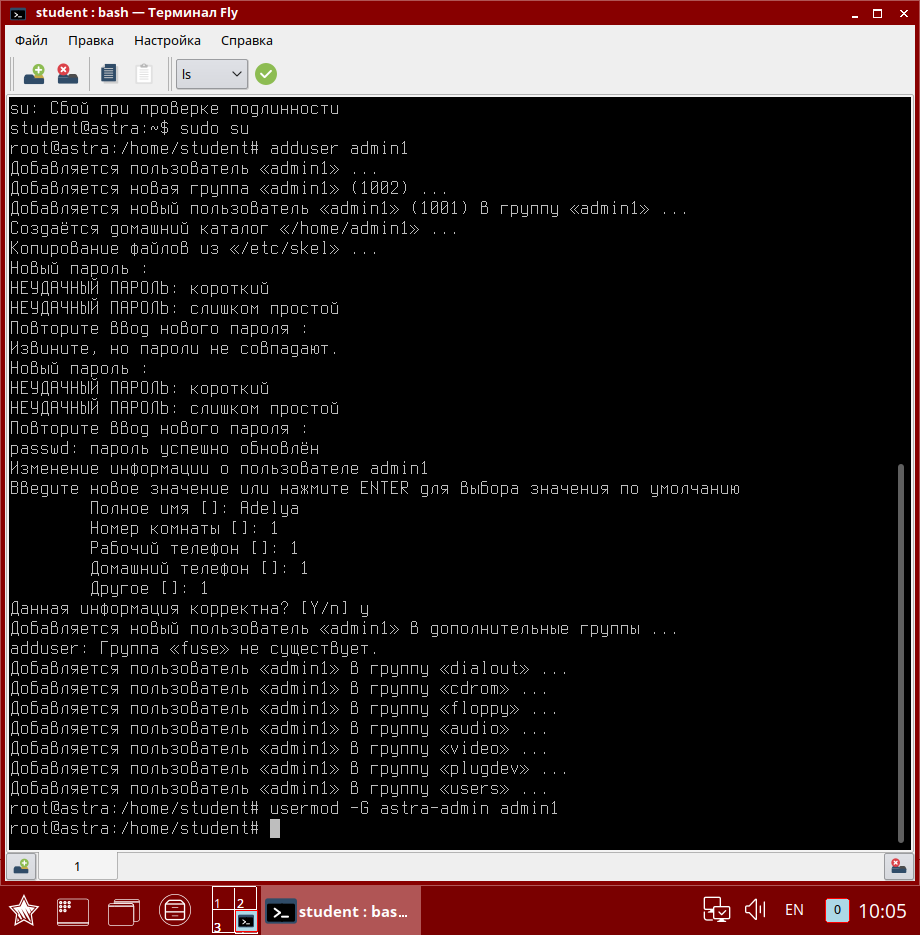 student : bash — Терминал Fly
Файл Правка Настройка Справка
ls
su: Сбой при проверке подлинности
student@astra:~$ sudo su
root@astra:/home/student# adduser admin1
Добавляется пользователь «admin1» ...
Добавляется новая группа «admin1» (1002) ...
Добавляется новый пользователь «admin1» (1001) в группу «admin1» ...
Создаётся домашний каталог «/home/admin1» ...
Копирование файлов из «/etc/skel» ...
Новый пароль :
НЕУДАЧНЫЙ ПАРОЛЬ: короткий
НЕУДАЧНЫЙ ПАРОЛЬ: слишком простой
Повторите ввод нового пароля :
Извините, но пароли не совпадают.
Новый пароль :
НЕУДАЧНЫЙ ПАРОЛЬ: короткий
НЕУДАЧНЫЙ ПАРОЛЬ: слишком простой
Повторите ввод нового пароля :
passwd: пароль успешно обновлён
Изменение информации о пользователе admin1
Введите новое значение или нажмите ENTER для выбора значения по умолчанию
Полное имя []: Adelya
Номер комнаты []: 1
Рабочий телефон []: 1
Домашний телефон []: 1
Другое []: 1
Данная информация корректна? [Y/n] y
Добавляется новый пользователь «admin1» в дополнительные группы ...
adduser: Группа «fuse» не существует.
Добавляется пользователь «admin1» в группу «dialout» ...
Добавляется пользователь «admin1» в группу «cdrom» ...
Добавляется пользователь «admin1» в группу «floppy» ...
Добавляется пользователь «admin1» в группу «audio» ...
Добавляется пользователь «admin1» в группу «video» ...
Добавляется пользователь «admin1» в группу «plugdev» ...
Добавляется пользователь «admin1» в группу «users» ...
root@astra:/home/student# usermod -G astra-admin admin1
root@astra:/home/student#
1
1 2
3
student : bas...
EN 0 10:05